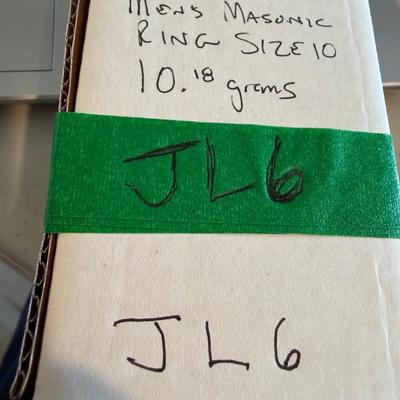 MENS MASONIC
RING SIZE 10
10.18 grams
JL6
JL6